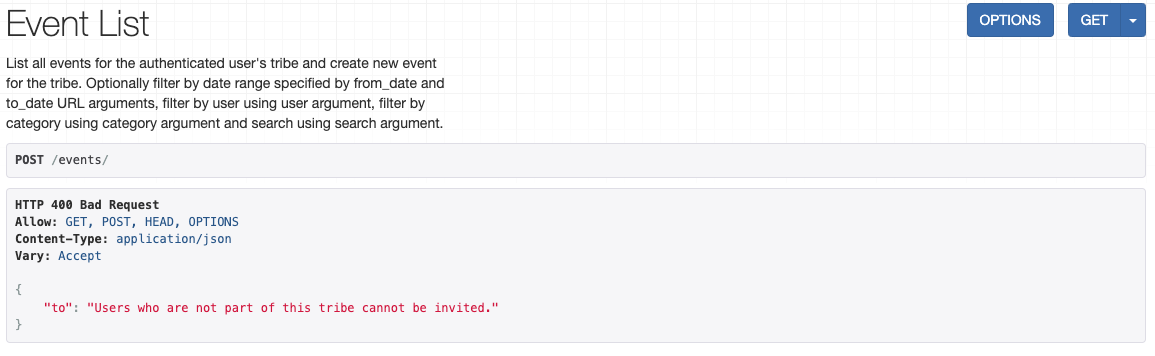 Event List
OPTIONS
GET
List all events for the authenticated user's tribe and create new event
for the tribe. Optionally filter by date range specified by from_date and
to_date URL arguments, filter by user using user argument, filter by
category using category argument and search using search argument.
POST /events/
HTTP 400 Bad Request
Allow: GET, POST, HEAD, OPTIONS
Content-Type: application/json
Vary: Accept
{
    "to": "Users who are not part of this tribe cannot be invited."
}